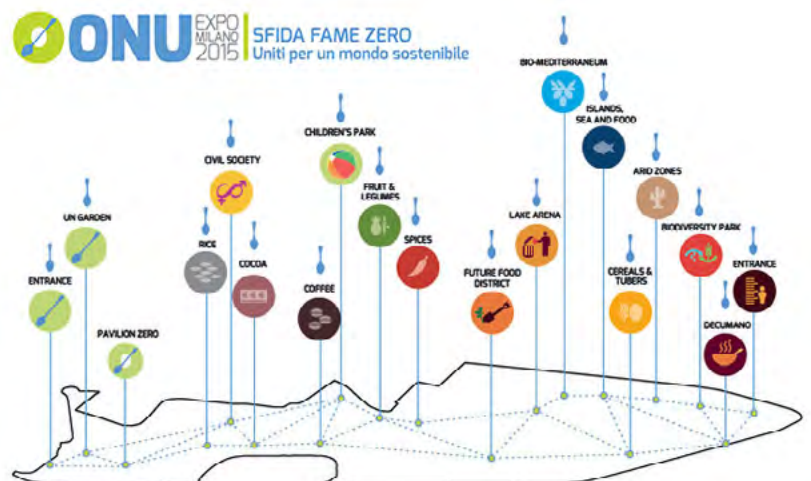 ONU
EXPO
MILANO
2015
SFIDA FAME ZERO
Uniti per un mondo sostenibile
BIO-MEDITERRANEUM
ISLANDS,
SEA AND FOOD
CHILDREN'S PARK
CIVIL SOCIETY
ARID ZONES
FRUIT &
LEGUMES
UN GARDEN
LAKE ARENA
BIODIVERSITY PARK
RICE
SPICES
COCOA
ENTRANCE
COFFEE
FUTURE FOOD
DISTRICT
CEREALS &
TUBERS
ENTRANCE
PAVILION ZERO
DECUMANO